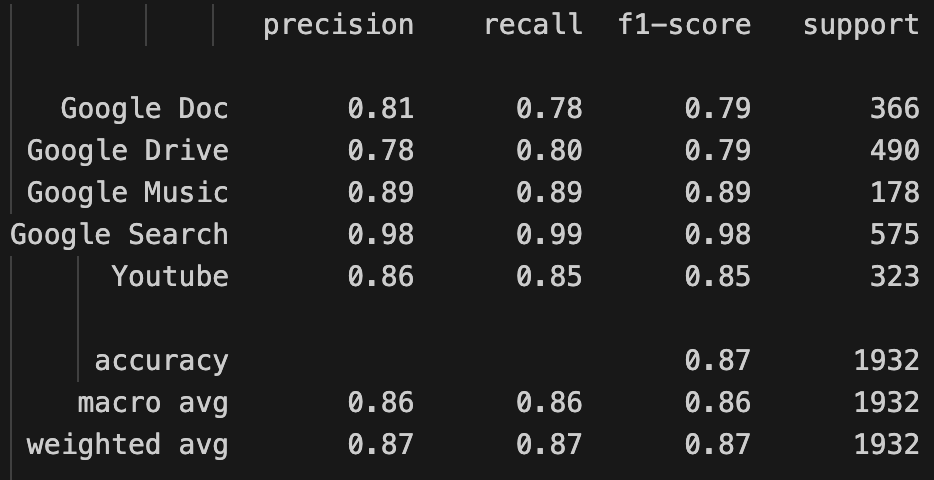 precision recall f1-score support
Google Doc 0.81 0.78 0.79 366
Google Drive 0.78 0.80 0.79 490
Google Music 0.89 0.89 0.89 178
Google Search 0.98 0.99 0.98 575
Youtube 0.86 0.85 0.85 323
accuracy 0.87 1932
macro avg 0.86 0.86 0.86 1932
weighted avg 0.87 0.87 0.87 1932